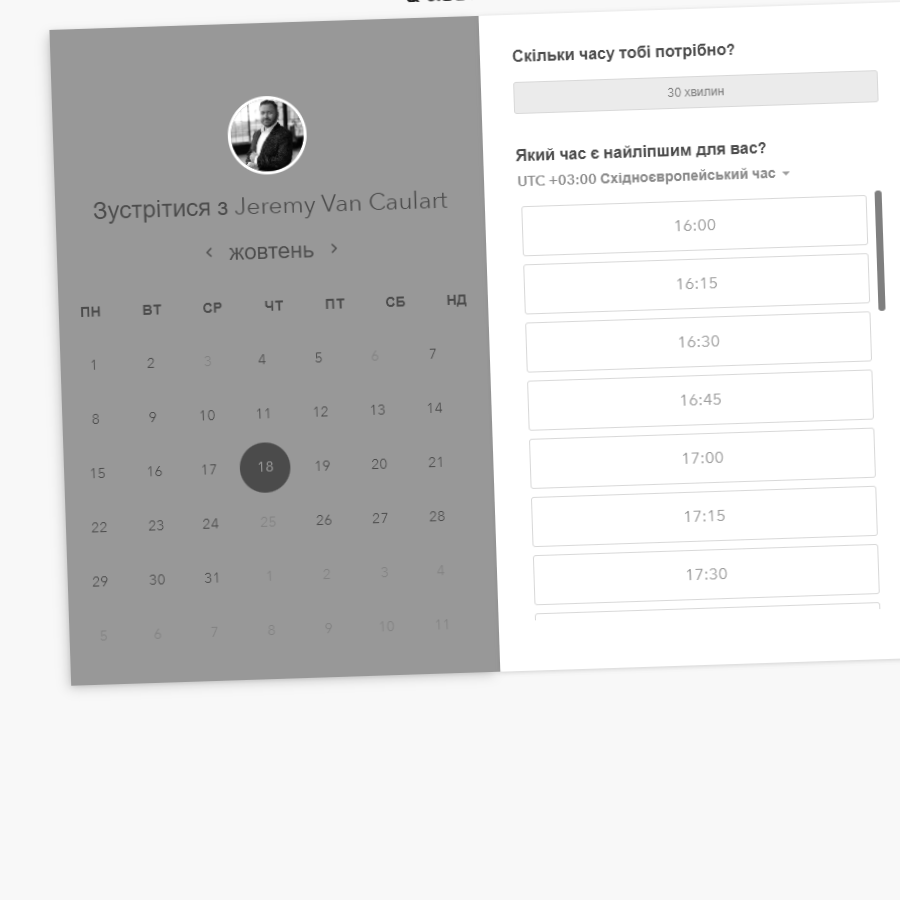 Зустрітися з Jeremy Van Caulart
жовтень
ПН ВТ СР ЧТ ПТ СБ НД
1 2 3 4 5 6 7
8 9 10 11 12 13 14
15 16 17 18 19 20 21
22 23 24 25 26 27 28
29 30 31 1 2 3 4
5 6 7 8 9 10 11
Скільки часу тобі потрібно?
30 хвилин
Який час є найліпшим для вас?
UTC +03:00 Східноєвропейський час
16:00
16:15
16:30
16:45
17:00
17:15
17:30